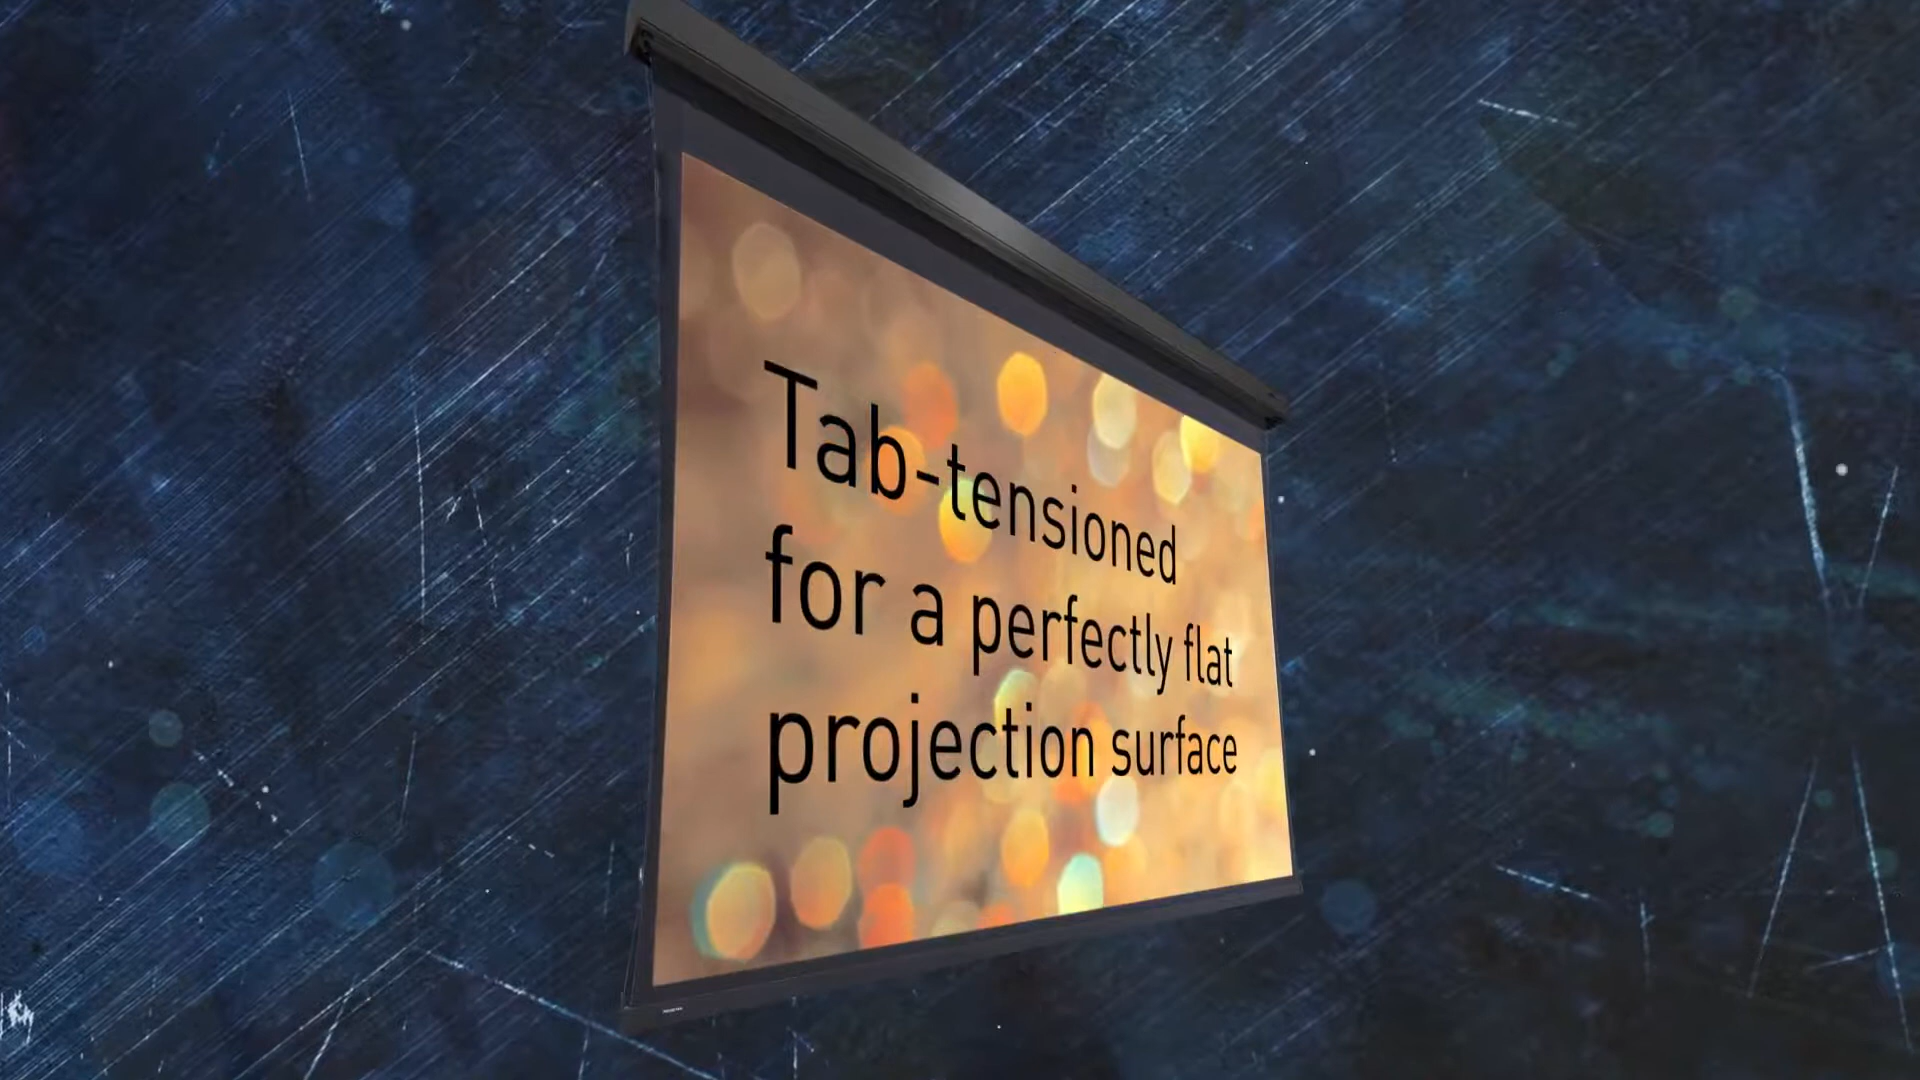 Tab-tensioned
for a perfectly flat
projection surface